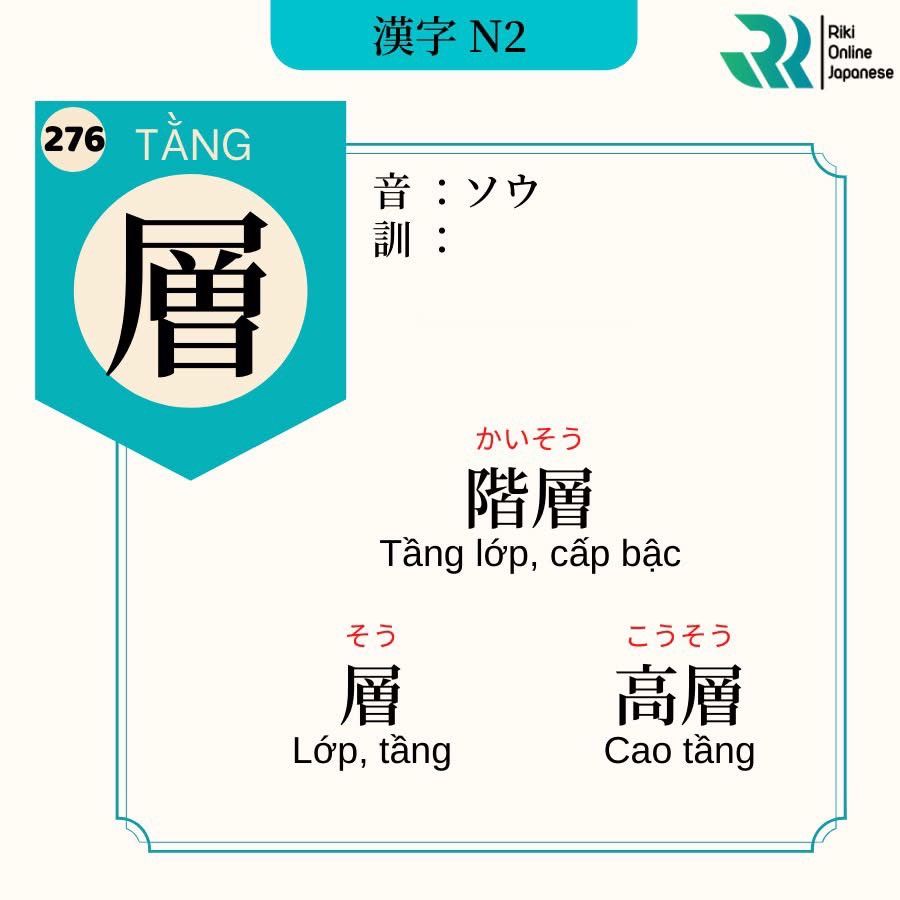 漢字 N2
Riki
Online
Japanese
276
TẰNG
層
音 ：ソウ
訓 ：
かいそう
階層
Tầng lớp, cấp bậc
そう
層
Lớp, tầng
こうそう
高層
Cao tầng